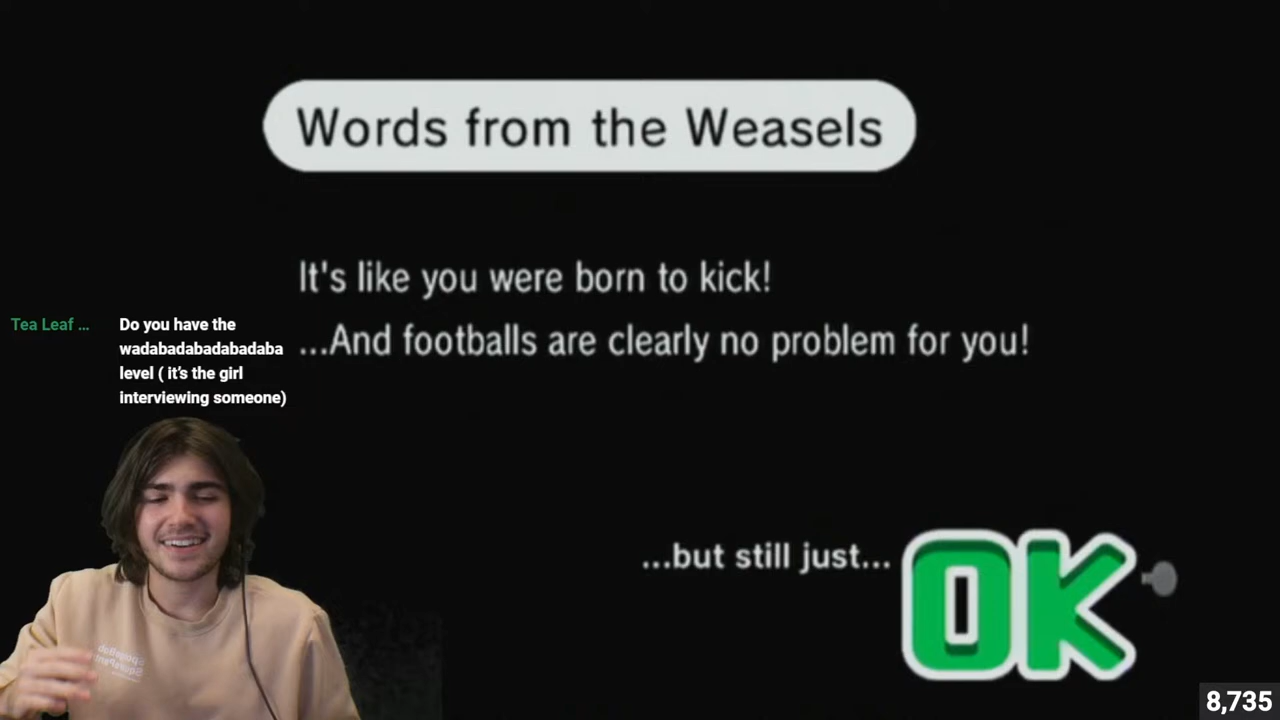 Words from the Weasels
It's like you were born to kick!
...And footballs are clearly no problem for you!
Tea Leaf ...
Do you have the
wadabadabadabadaba
level ( it's the girl
interviewing someone)
...but still just...
OK
8,735